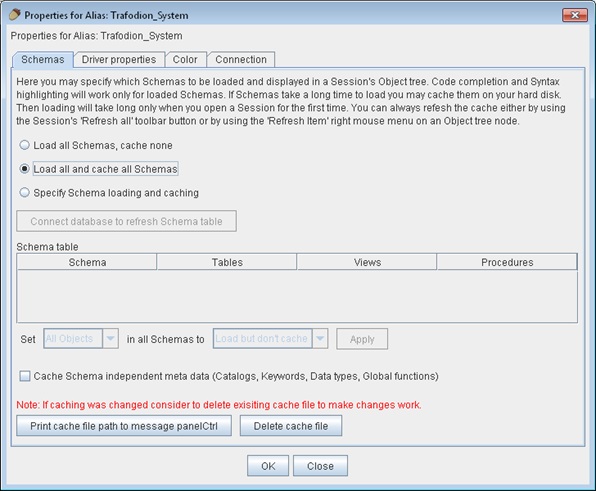 Properties for Alias: Trafodion_System
Properties for Alias: Trafodion_System
Schemas Driver properties Color Connection
Here you may specify which Schemas to be loaded and displayed in a Session's Object tree. Code completion and Syntax
highlighting will work only for loaded Schemas. If Schemas take a long time to load you may cache them on your hard disk.
Then loading will take long only when you open a Session for the first time. You can always refesh the cache either by using
the Session's 'Refresh all' toolbar button or by using the 'Refresh Item' right mouse menu on an Object tree node.
Load all Schemas, cache none
Load all and cache all Schemas
Specify Schema loading and caching
Connect database to refresh Schema table
Schema table
Schema Tables Views Procedures
Set All Objects in all Schemas to Load but don't cache Apply
Cache Schema independent meta data (Catalogs, Keywords, Data types, Global functions)
Note: If caching was changed consider to delete exisiting cache file to make changes work.
Print cache file path to message panelCtrl Delete cache file
OK Close